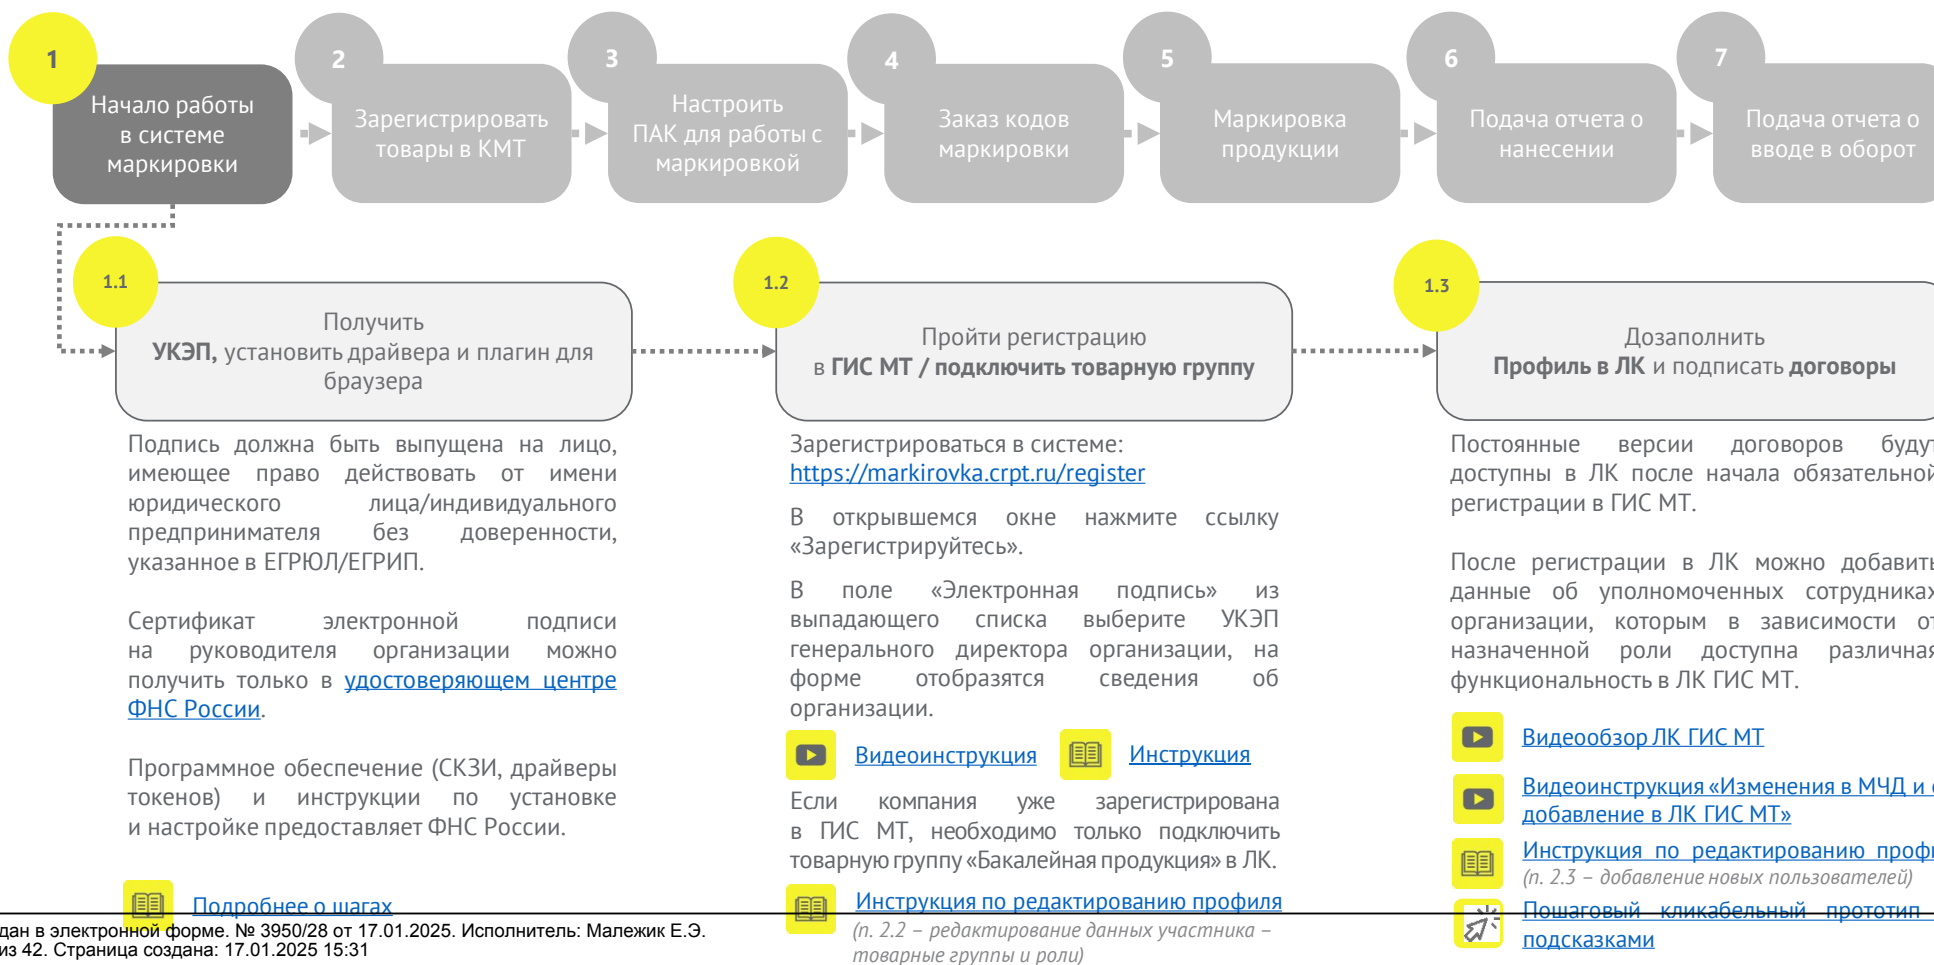 1
Начало работы
в системе
маркировки
2
Зарегистрировать
товары в КМТ
3
Настроить
ПАК для работы с
маркировкой
4
Заказ кодов
маркировки
5
Маркировка
продукции
6
Подача отчета о
нанесении
7
Подача отчета о
вводе в оборот
1.1
Получить
УКЭП, установить драйвера и плагин для
браузера
Подпись должна быть выпущена на лицо,
имеющее право действовать от имени
юридического лица/индивидуального
предпринимателя без доверенности,
указанное в ЕГРЮЛ/ЕГРИП.
Сертификат электронной подписи
на руководителя организации можно
получить только в удостоверяющем центре
ФНС России.
Программное обеспечение (СКЗИ, драйверы
токенов) и инструкции по установке
и настройке предоставляет ФНС России.
Подробнее о шагах
1.2
Пройти регистрацию
в ГИС МТ / подключить товарную группу
Зарегистрироваться в системе:
https://markirovka.crpt.ru/register
В открывшемся окне нажмите ссылку
«Зарегистрируйтесь».
В поле «Электронная подпись» из
выпадающего списка выберите УКЭП
генерального директора организации, на
форме отобразятся сведения об
организации.
Видеоинструкция Инструкция
Если компания уже зарегистрирована
в ГИС МТ, необходимо только подключить
товарную группу «Бакалейная продукция» в ЛК.
Инструкция по редактированию профиля
(п. 2.2 – редактирование данных участника –
товарные группы и роли)
1.3
Дозаполнить
Профиль в ЛК и подписать договоры
Постоянные версии договоров будут
доступны в ЛК после начала обязательной
регистрации в ГИС МТ.
После регистрации в ЛК можно добавить
данные об уполномоченных сотрудниках
организации, которым в зависимости от
назначенной роли доступна различная
функциональность в ЛК ГИС МТ.
Видеообзор ЛК ГИС МТ
Видеоинструкция «Изменения в МЧД и
добавление в ЛК ГИС МТ»
Инструкция по редактированию профи
(п. 2.3 – добавление новых пользователей)
Пошаговый кликабельный прототип
подсказками
дан в электронной форме. № 3950/28 от 17.01.2025. Исполнитель: Малежик Е.Э.
из 42. Страница создана: 17.01.2025 15:31